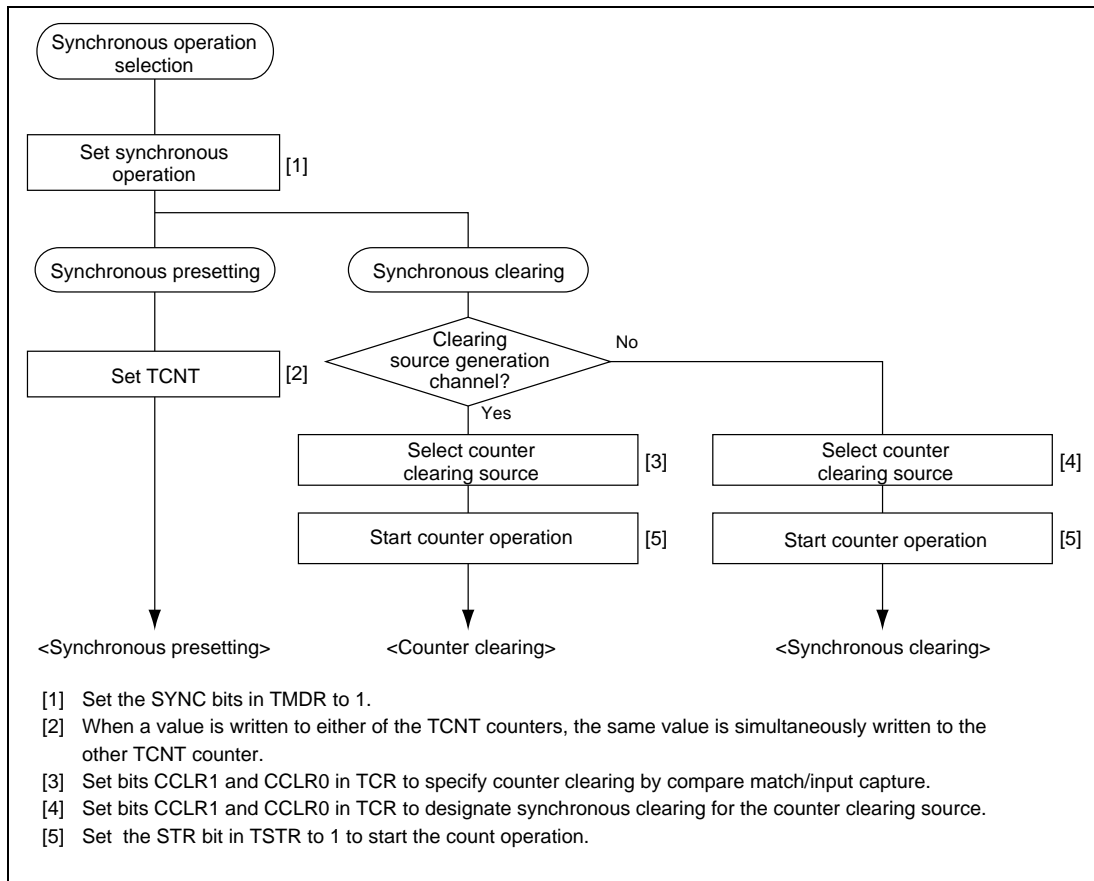 Synchronous operation
selection
Set synchronous
operation
[1]
Synchronous presetting
Synchronous clearing
Clearing
source generation
channel?
No
Yes
Set TCNT
[2]
Select counter
clearing source
[3]
Select counter
clearing source
[4]
Start counter operation
[5]
Start counter operation
[5]
<Synchronous presetting>
<Counter clearing>
<Synchronous clearing>
[1] Set the SYNC bits in TMDR to 1.
[2] When a value is written to either of the TCNT counters, the same value is simultaneously written to the
other TCNT counter.
[3] Set bits CCLR1 and CCLR0 in TCR to specify counter clearing by compare match/input capture.
[4] Set bits CCLR1 and CCLR0 in TCR to designate synchronous clearing for the counter clearing source.
[5] Set the STR bit in TSTR to 1 to start the count operation.